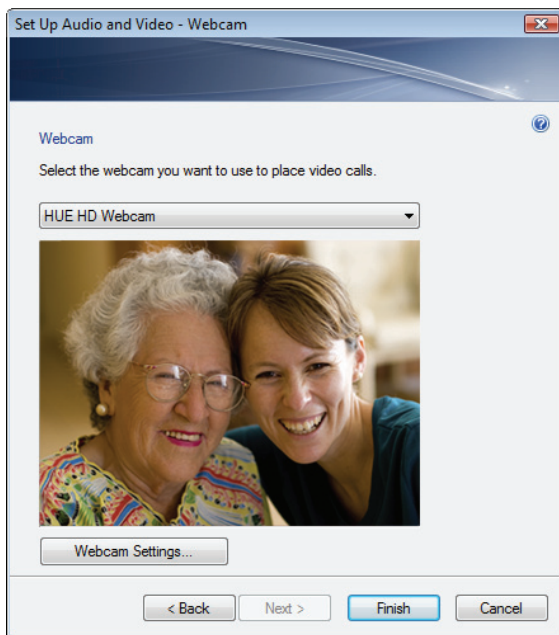 Set Up Audio and Video - Webcam
Webcam
Select the webcam you want to use to place video calls.
HUE HD Webcam
Webcam Settings...
< Back Next > Finish Cancel